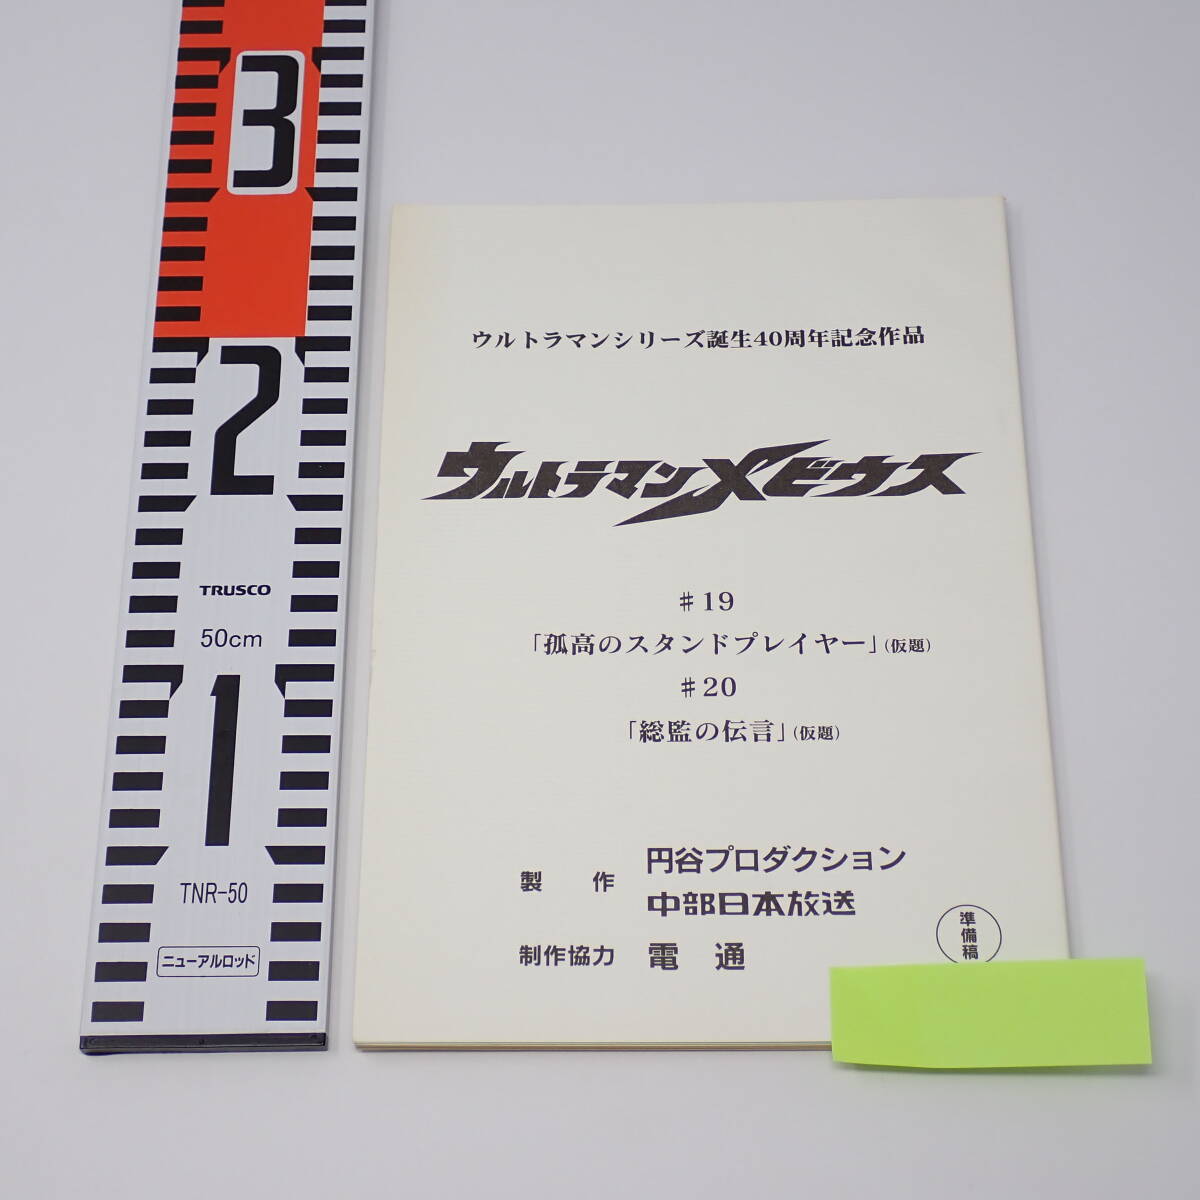 3
2
TRUSCO
50cm
1
TNR-50
ニューアルロッド
ウルトラマンシリーズ誕生40周年記念作品
ウルトラマンメビウス
♯19
「孤高のスタンドプレイヤー」(仮題)
♯20
「総監の伝言」(仮題)
製 作 円谷プロダクション
中部日本放送
制作協力 電 通
準備稿